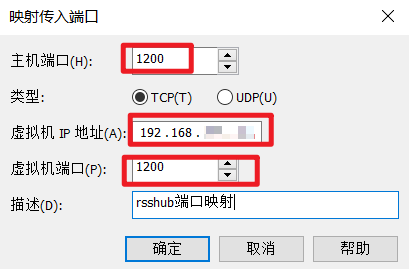 映射传入端口
主机端口(H): 1200
类型: TCP(T) UDP(U)
虚拟机 IP 地址(A): 192 .168 .
虚拟机端口(P): 1200
描述(D): rsshub端口映射
确定 取消 帮助